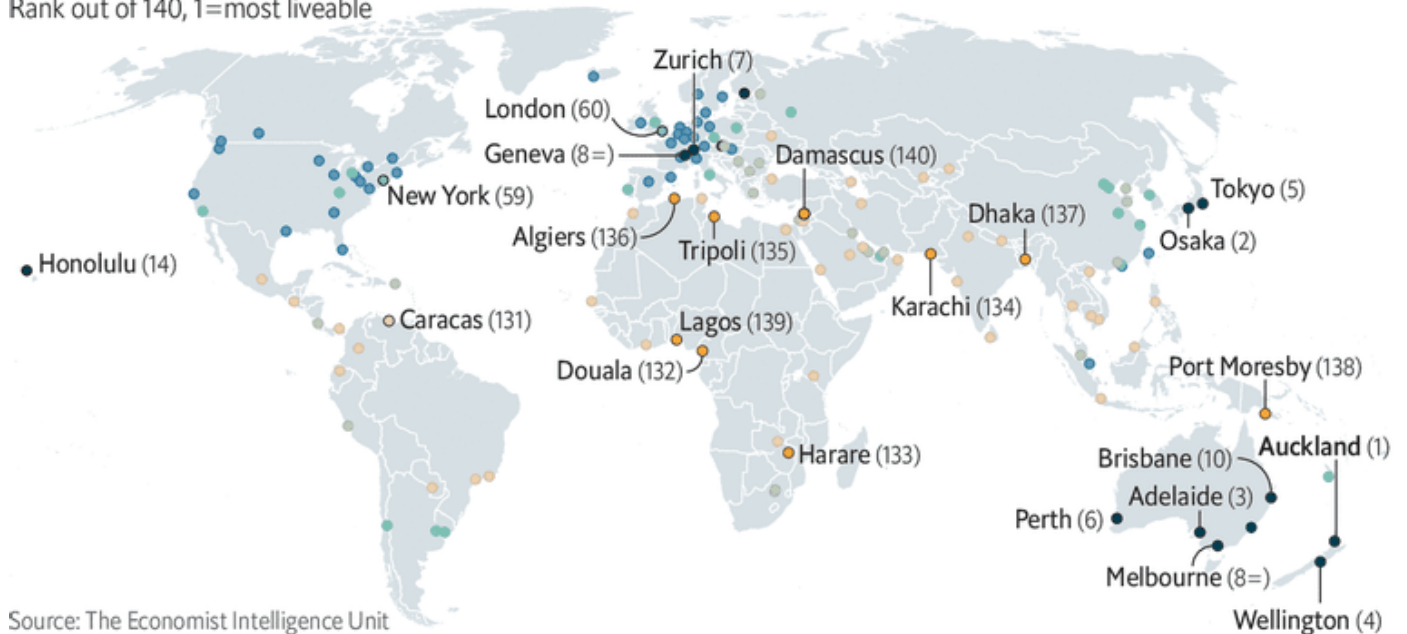 Rank out of 140, 1=most liveable
Zurich (7)
London (60)
Geneva (8=)
Damascus (140)
New York (59)
Tokyo (5)
Dhaka (137)
Algiers (136)
Tripoli (135)
Osaka (2)
Honolulu (14)
Karachi (134)
Caracas (131)
Lagos (139)
Douala (132)
Port Moresby (138)
Auckland (1)
Harare (133)
Brisbane (10)
Adelaide (3)
Perth (6)
Melbourne (8=)
Source: The Economist Intelligence Unit
Wellington (4)